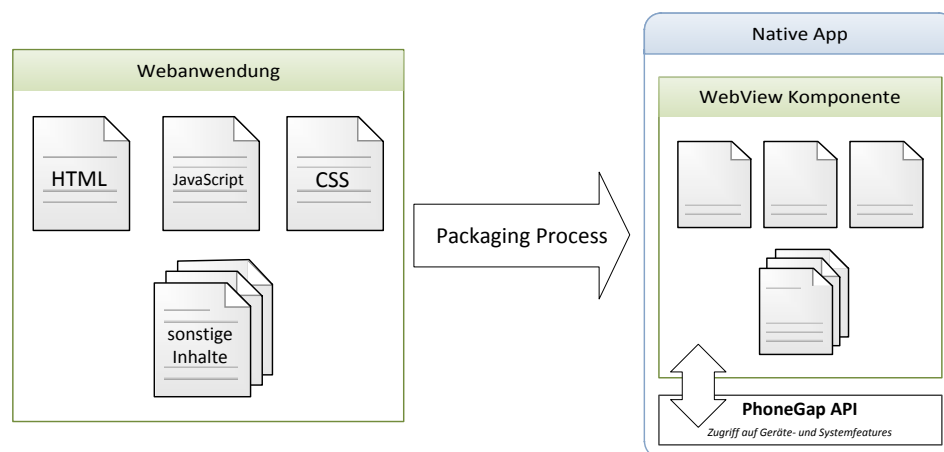 Webanwendung
HTML
JavaScript
CSS
sonstige
Inhalte
Packaging Process
Native App
WebView Komponente
PhoneGap API
Zugriff auf Geräte- und Systemfeatures